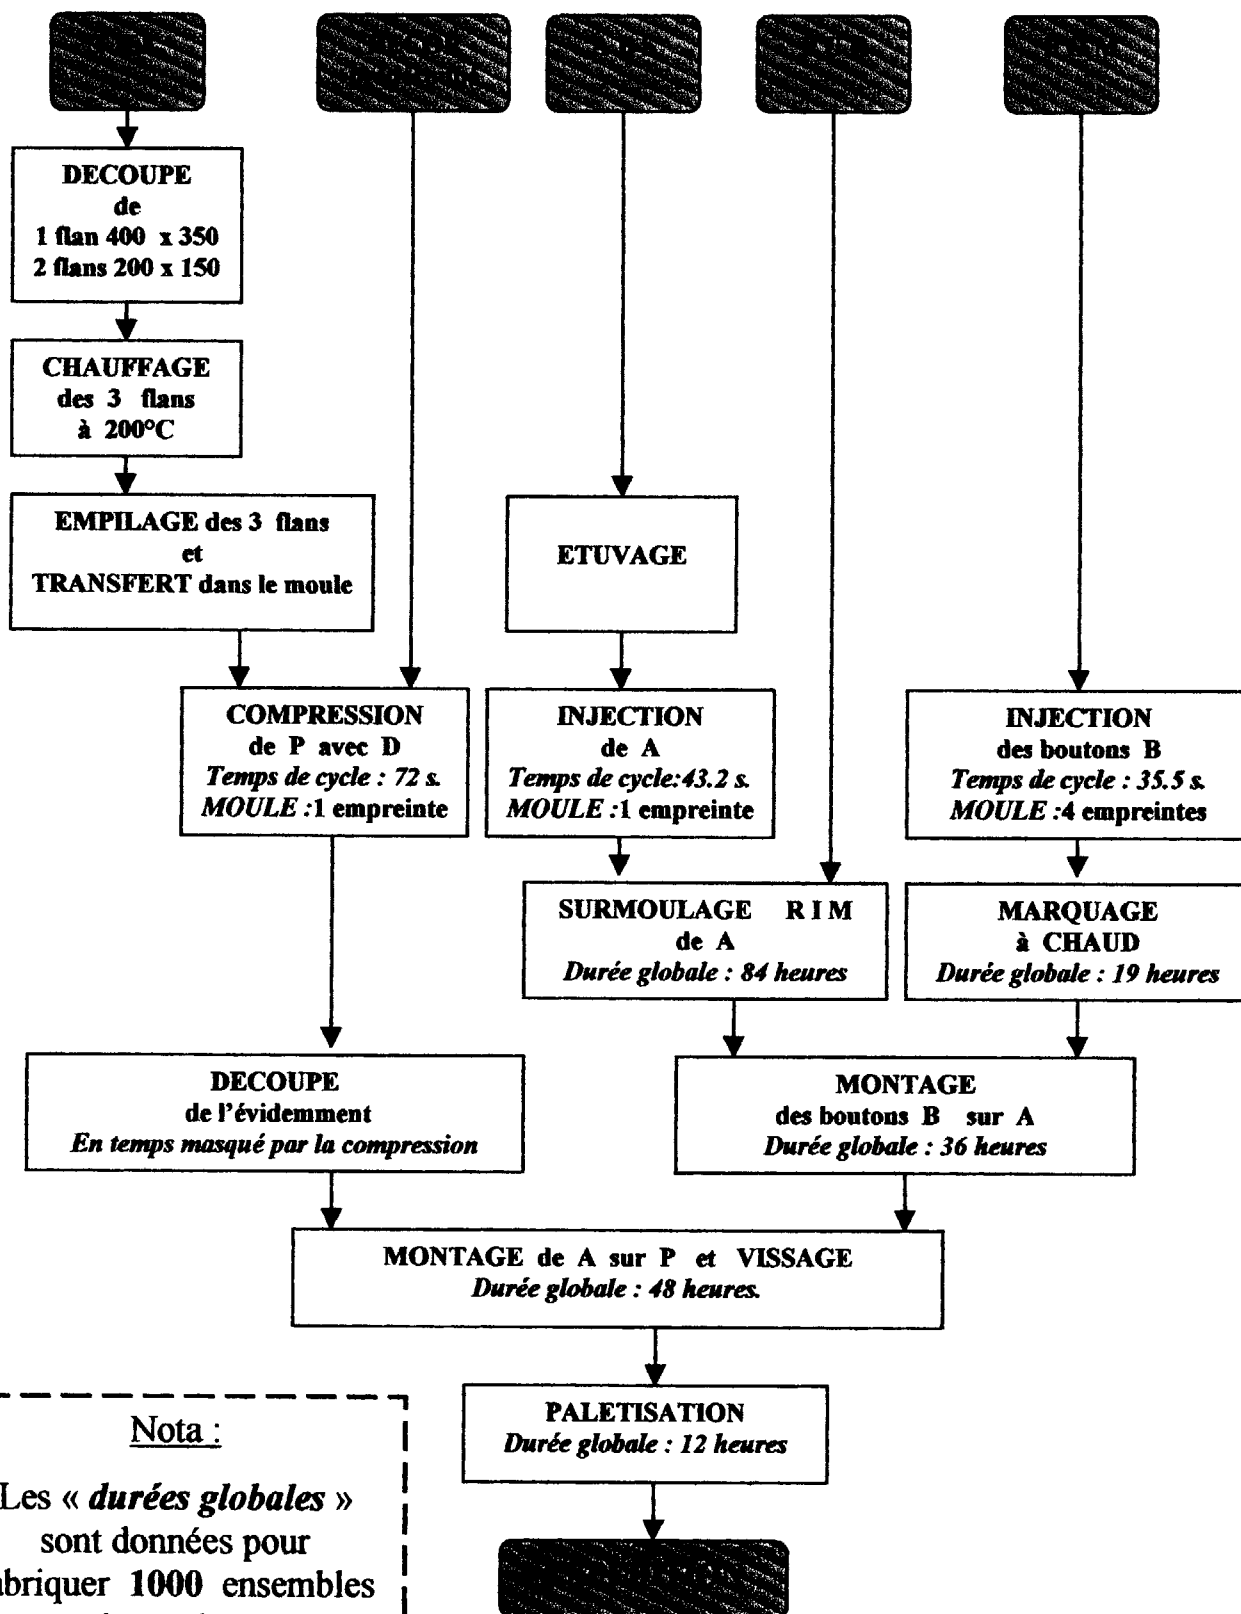 DECOUPE
de
1 flan 400 x 350
2 flans 200 x 150
CHAUFFAGE
des 3 flans
à 200°C
EMPILAGE des 3 flans
et
TRANSFERT dans le moule
ETUVAGE
COMPRESSION
de P avec D
Temps de cycle : 72 s.
MOULE :1 empreinte
INJECTION
de A
Temps de cycle:43.2 s.
MOULE :1 empreinte
INJECTION
des boutons B
Temps de cycle : 35.5 s.
MOULE :4 empreintes
SURMOULAGE R I M
de A
Durée globale : 84 heures
MARQUAGE
à CHAUD
Durée globale : 19 heures
DECOUPE
de l'évidemment
En temps masqué par la compression
MONTAGE
des boutons B sur A
Durée globale : 36 heures
MONTAGE de A sur P et VISSAGE
Durée globale : 48 heures.
PALETISATION
Durée globale : 12 heures
Nota :
Les « durées globales »
sont données pour
abriquer 1000 ensembles